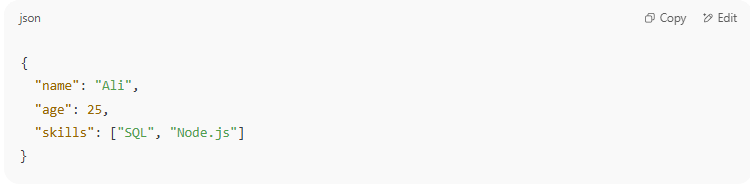 json Copy Edit
{
  "name": "Ali",
  "age": 25,
  "skills": ["SQL", "Node.js"]
}